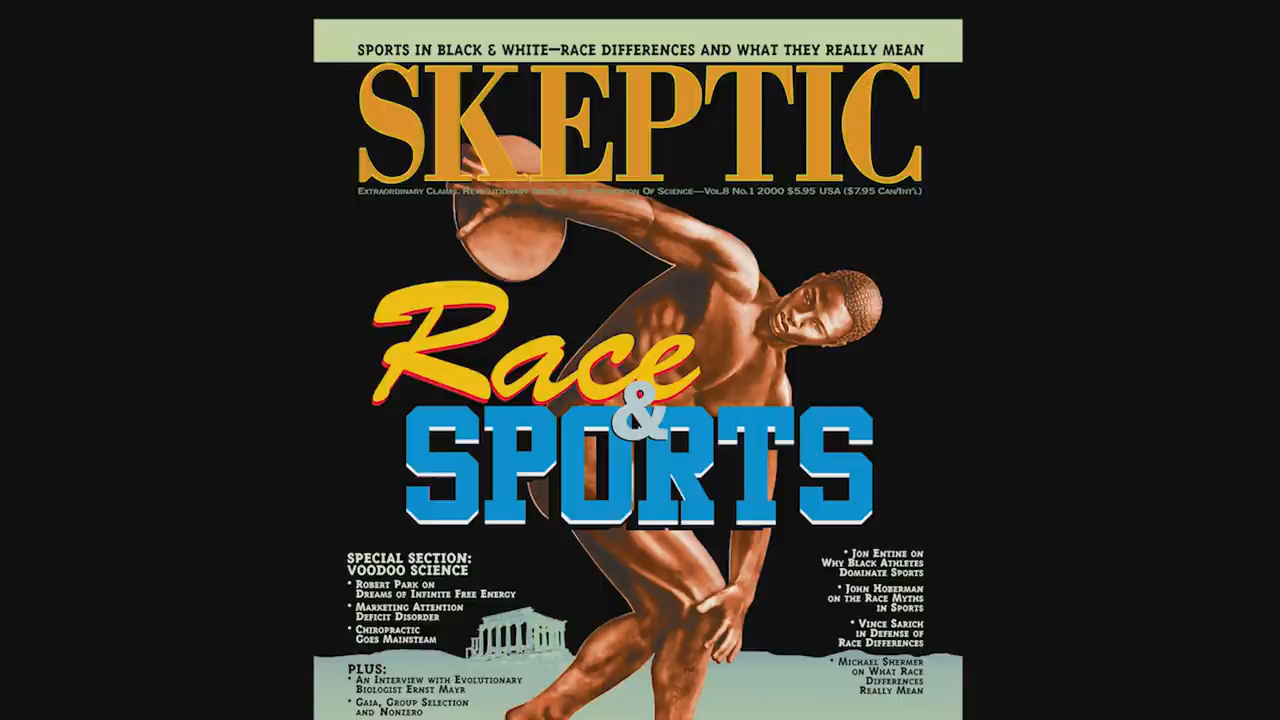 SPORTS IN BLACK & WHITE—RACE DIFFERENCES AND WHAT THEY REALLY MEAN
SKEPTIC
EXTRAORDINARY CLAIMS, REVOLUTIONARY OF SCIENCE—VOL.8 NO.1 2000 $5.95 USA ($7.95 CAN/INT'L)
Race
&
SPORTS
SPECIAL SECTION:
VOODOO SCIENCE
• ROBERT PARK ON
DREAMS OF INFINITE FREE ENERGY
• MARKETING ATTENTION
DEFICIT DISORDER
• CHIROPRACTIC
GOES MAINSTEAM
PLUS:
• AN INTERVIEW WITH EVOLUTIONARY
BIOLOGIST ERNST MAYR
• GAIA, GROUP SELECTION
AND NONZERO
• JON ENTINE ON
WHY BLACK ATHLETES
DOMINATE SPORTS
• JOHN HOBERMAN
ON THE RACE MYTHS
IN SPORTS
• VINCE SARICH
IN DEFENSE OF
RACE DIFFERENCES
• MICHAEL SHERMER
ON WHAT RACE
DIFFERENCES
REALLY MEAN